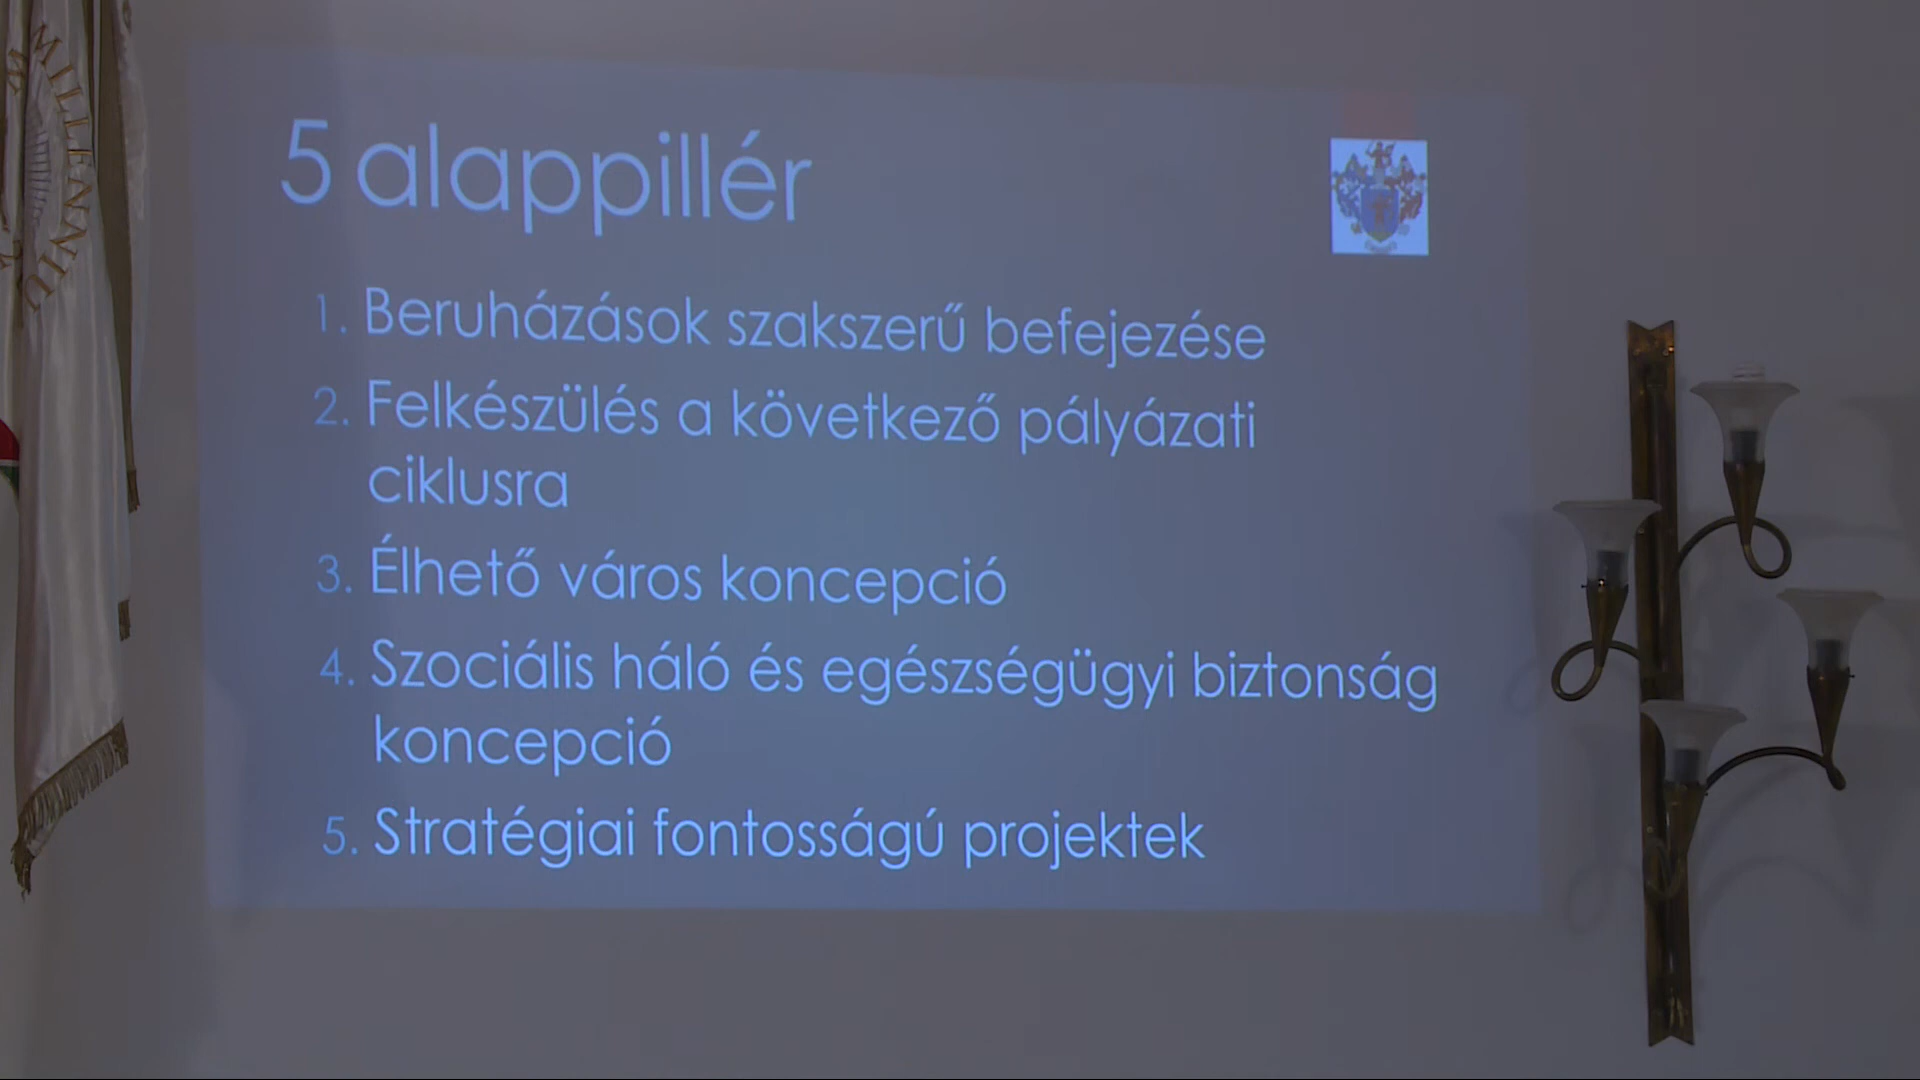 MILLENNIUM
5 alappillér
1. Beruházások szakszerű befejezése
2. Felkészülés a következő pályázati
ciklusra
3. Élhető város koncepció
4. Szociális háló és egészségügyi biztonság
koncepció
5. Stratégiai fontosságú projektek